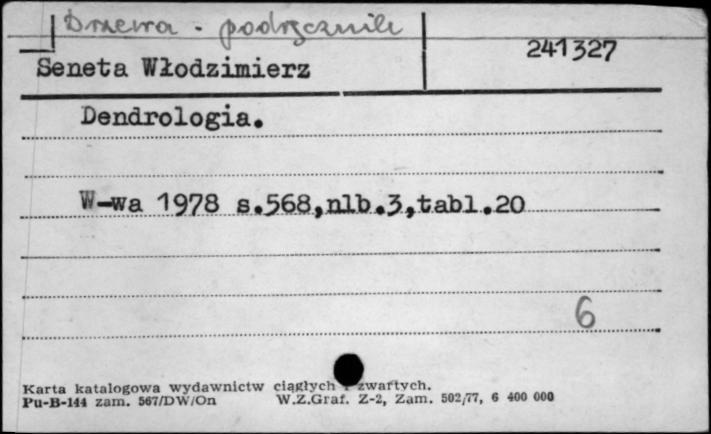 Drzewa - podręcznik
241327
Seneta Włodzimierz
Dendrologia.
W-wa 1978 s.568,nlb.3,tabl.20
6
Karta katalogowa wydawnictw ciągłych i zwartych.
Pu-B-144 zam. 567/DW/On W.Z.Graf. Z-2, Zam. 502/77, 6 400 000